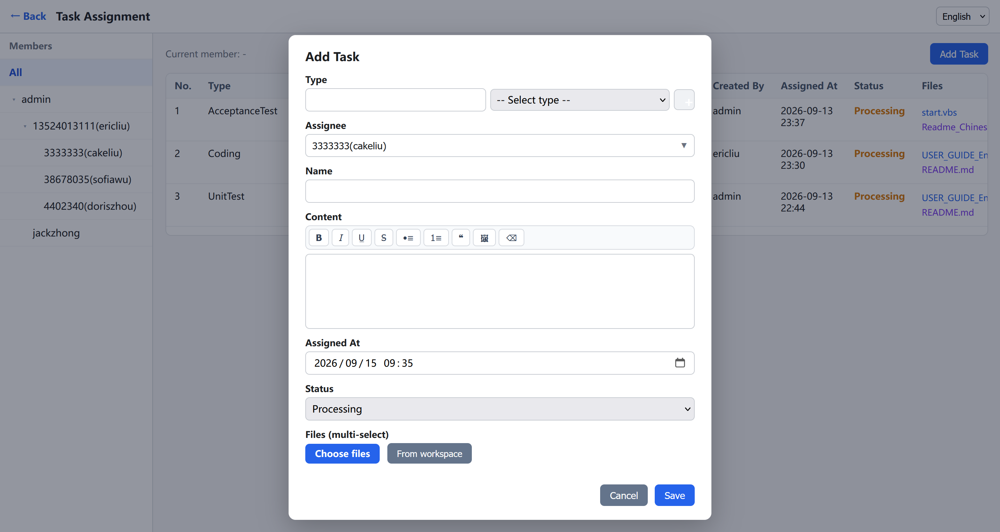 ← Back Task Assignment English
Members
All
admin
13524013111(ericliu)
3333333(cakeliu)
38678035(sofiawu)
4402340(doriszhou)
jackzhong
Current member: -
Add Task
No. Type Created By Assigned At Status Files
1 AcceptanceTest admin 2026-09-13 23:37 Processing start.vbs
Readme_Chines
2 Coding ericliu 2026-09-13 23:30 Processing USER_GUIDE_En
README.md
3 UnitTest admin 2026-09-13 22:44 Processing USER_GUIDE_En
README.md
Add Task
Type
-- Select type -- +
Assignee
3333333(cakeliu)
Name
Content
B I U S •≡ 1≡ ❝ ⌫
Assigned At
2026/09/15 09:35
Status
Processing
Files (multi-select)
Choose files From workspace
Cancel Save